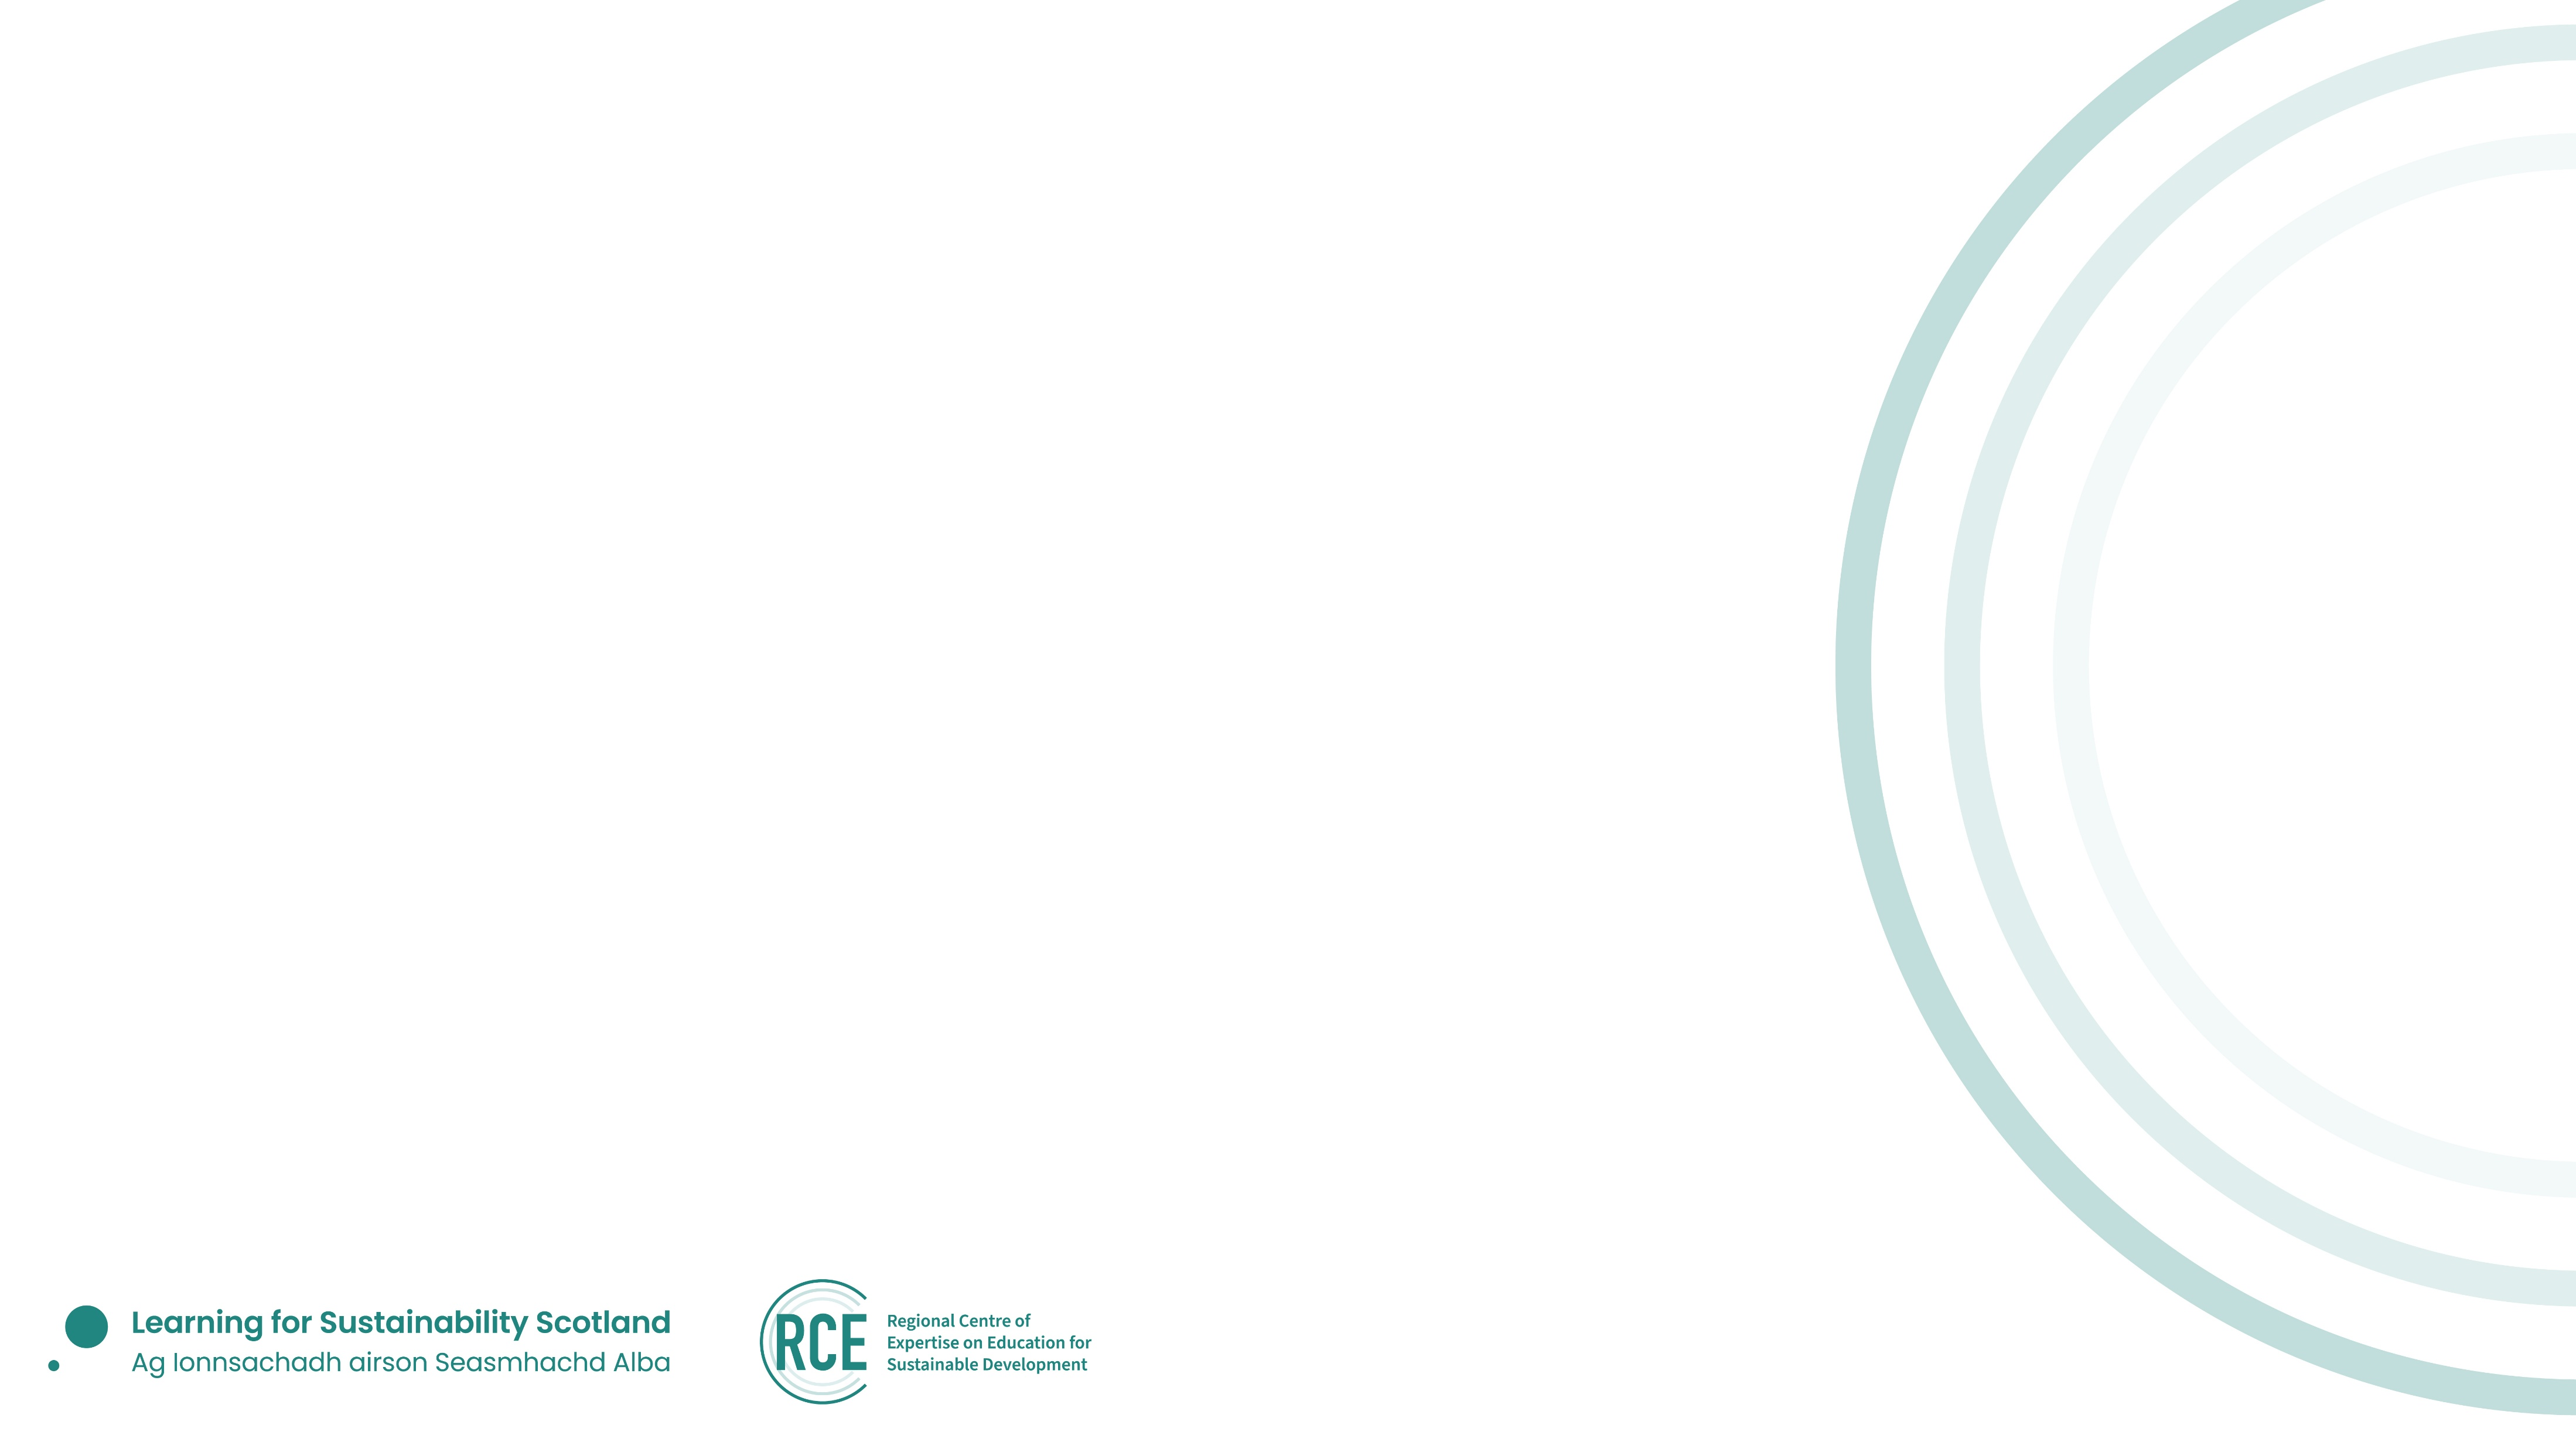 Learning for Sustainability Scotland
Ag Ionnsachadh airson Seasmhachd Alba
RCE
Regional Centre of
Expertise on Education for
Sustainable Development